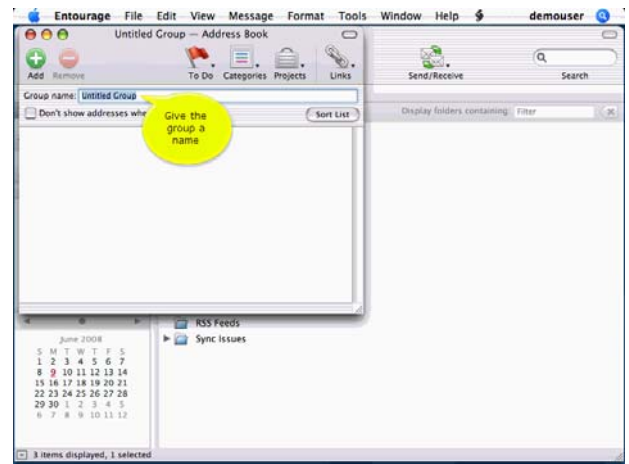 Entourage File Edit View Message Format Tools Window Help demouser
Untitled Group — Address Book
Add Remove To Do Categories Projects Links Send/Receive Search
Group name: Untitled Group
Don't show addresses whe Sort List
Display folders containing: Filter
Give the
group a
name
RSS Feeds
Sync Issues
June 2008
S M T W T F S
1 2 3 4 5 6 7
8 9 10 11 12 13 14
15 16 17 18 19 20 21
22 23 24 25 26 27 28
29 30 1 2 3 4 5
6 7 8 9 10 11 12
3 items displayed, 1 selected